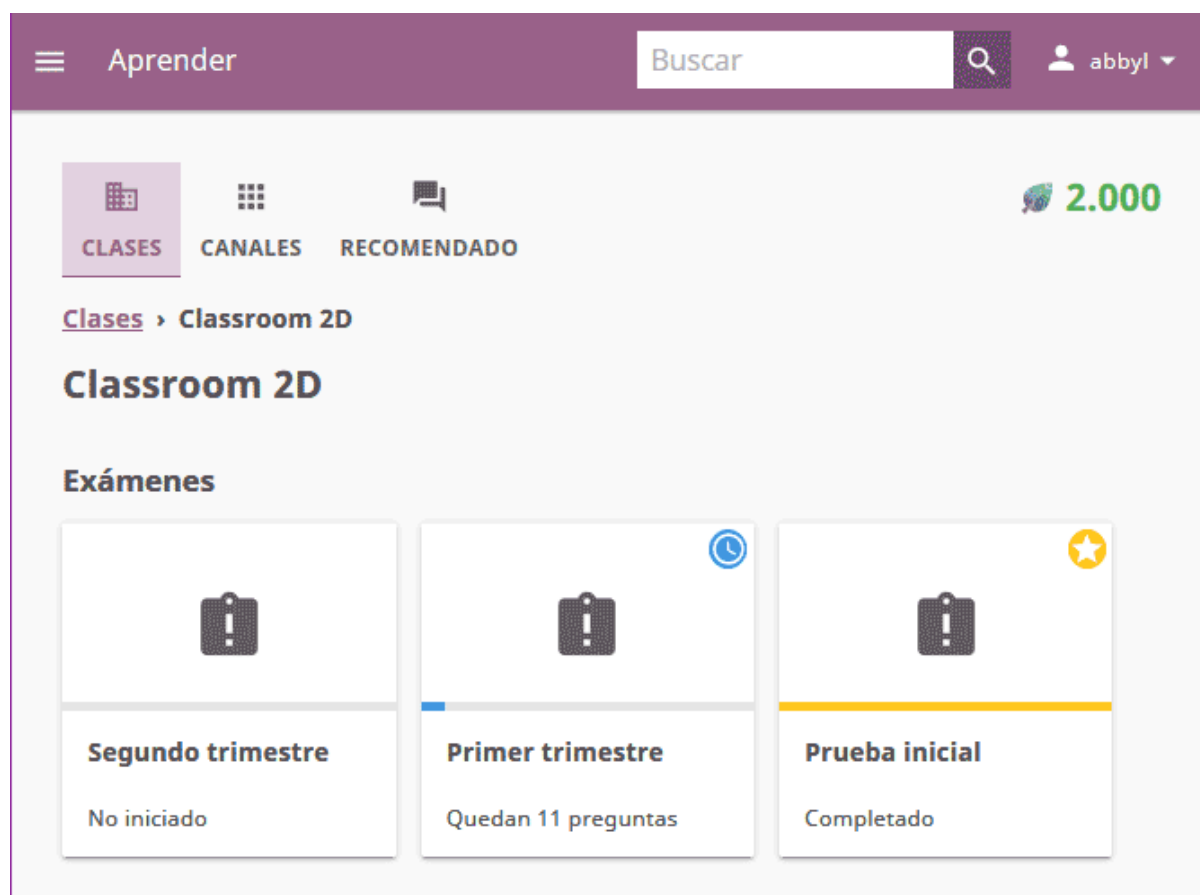 Aprender
Buscar
abbyl
2.000
CLASES
CANALES
RECOMENDADO
Clases › Classroom 2D
Classroom 2D
Exámenes
Segundo trimestre
No iniciado
Primer trimestre
Quedan 11 preguntas
Prueba inicial
Completado